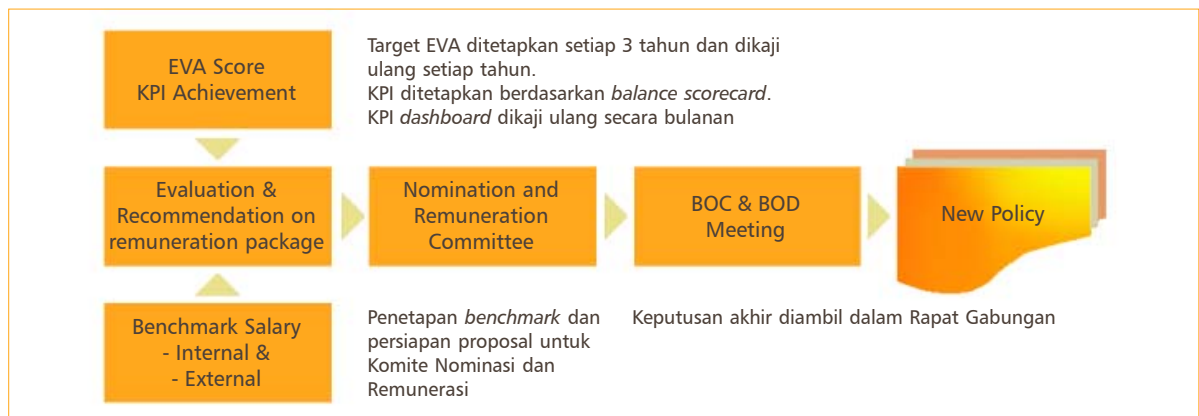 EVA Score
KPI Achievement
Target EVA ditetapkan setiap 3 tahun dan dikaji
ulang setiap tahun.
KPI ditetapkan berdasarkan balance scorecard.
KPI dashboard dikaji ulang secara bulanan
Evaluation &
Recommendation on
remuneration package
Nomination and
Remuneration
Committee
BOC & BOD
Meeting
New Policy
Benchmark Salary
- Internal &
- External
Penetapan benchmark dan
persiapan proposal untuk
Komite Nominasi dan
Remunerasi
Keputusan akhir diambil dalam Rapat Gabungan